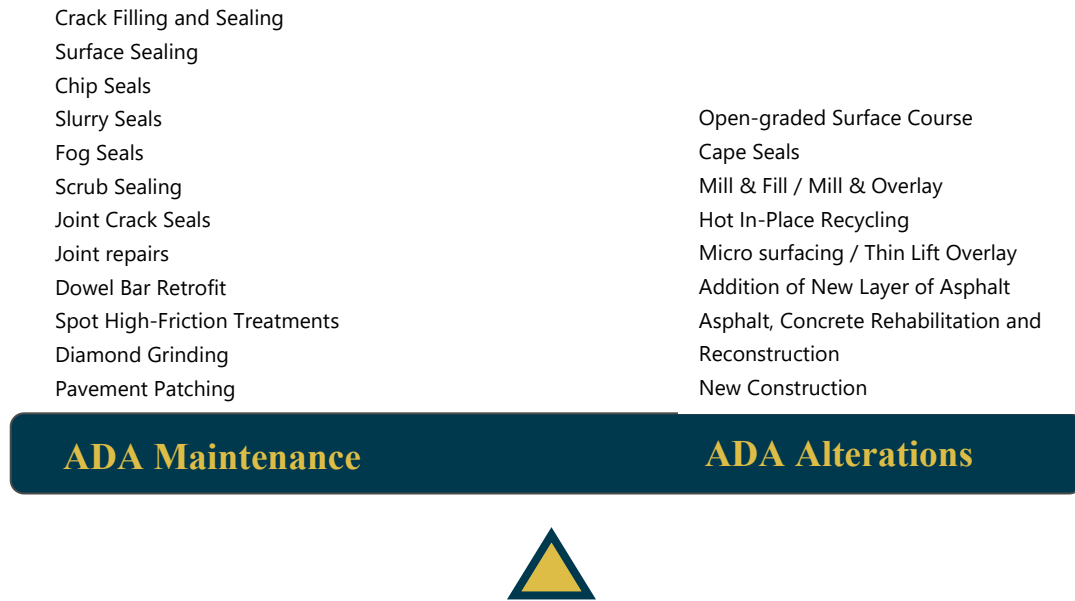 Crack Filling and Sealing
Surface Sealing
Chip Seals
Slurry Seals
Fog Seals
Scrub Sealing
Joint Crack Seals
Joint repairs
Dowel Bar Retrofit
Spot High-Friction Treatments
Diamond Grinding
Pavement Patching
ADA Maintenance
Open-graded Surface Course
Cape Seals
Mill & Fill / Mill & Overlay
Hot In-Place Recycling
Micro surfacing / Thin Lift Overlay
Addition of New Layer of Asphalt
Asphalt, Concrete Rehabilitation and
Reconstruction
New Construction
ADA Alterations